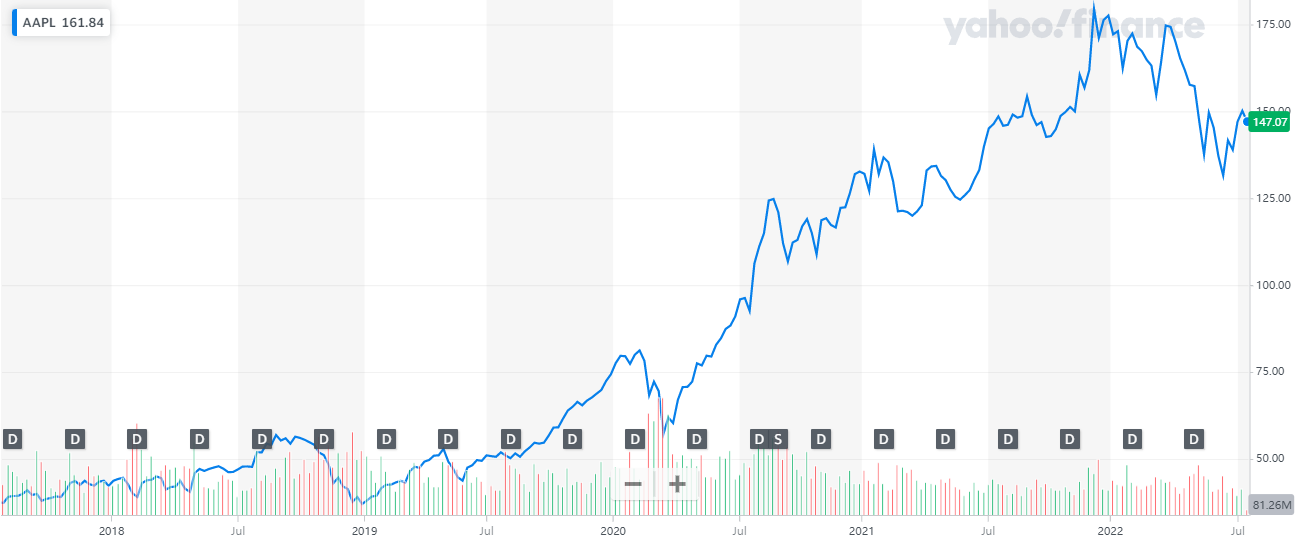 AAPL 161.84
yahoo!finance
175.00
150.00
147.07
125.00
100.00
75.00
D D D D D D D D D D D D D S D D D D D D D
50.00
− +
81.26M
2018 Jul 2019 Jul 2020 Jul 2021 Jul 2022 Jul